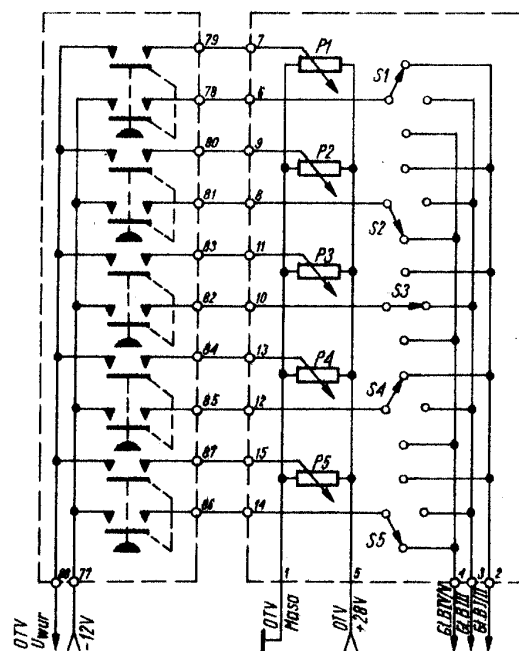 79 7 P1
78 6 S1
80 9 P2
81 8 S2
83 11 P3
82 10 S3
84 13 P4
85 12 S4
87 15 P5
86 14 S5
88 77 1 5 4 3 2
OTV
-12V
OTV
Masa
OTV
+28V